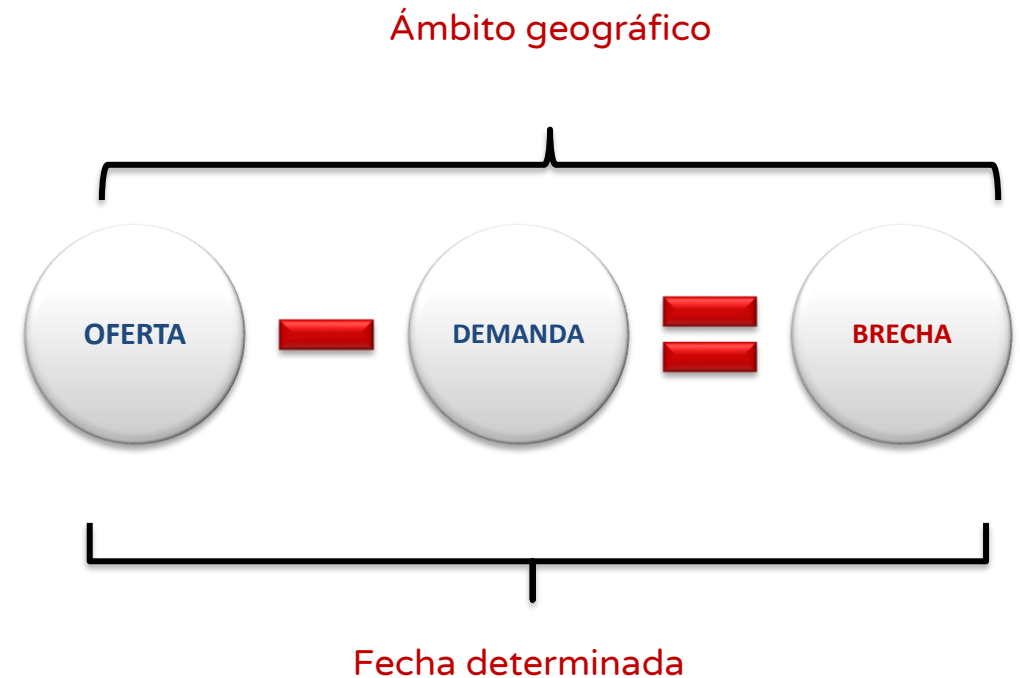 Ámbito geográfico
OFERTA
DEMANDA
BRECHA
Fecha determinada